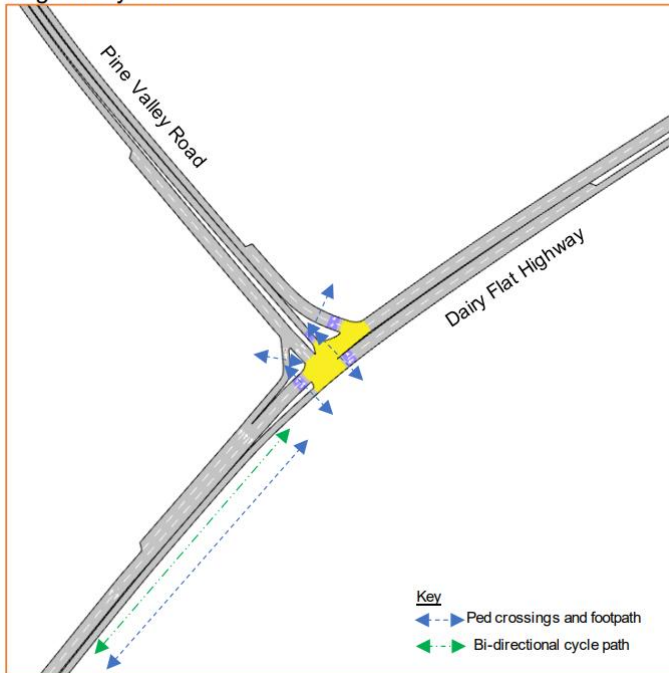 Pine Valley Road
Dairy Flat Highway
Key
Ped crossings and footpath
Bi-directional cycle path